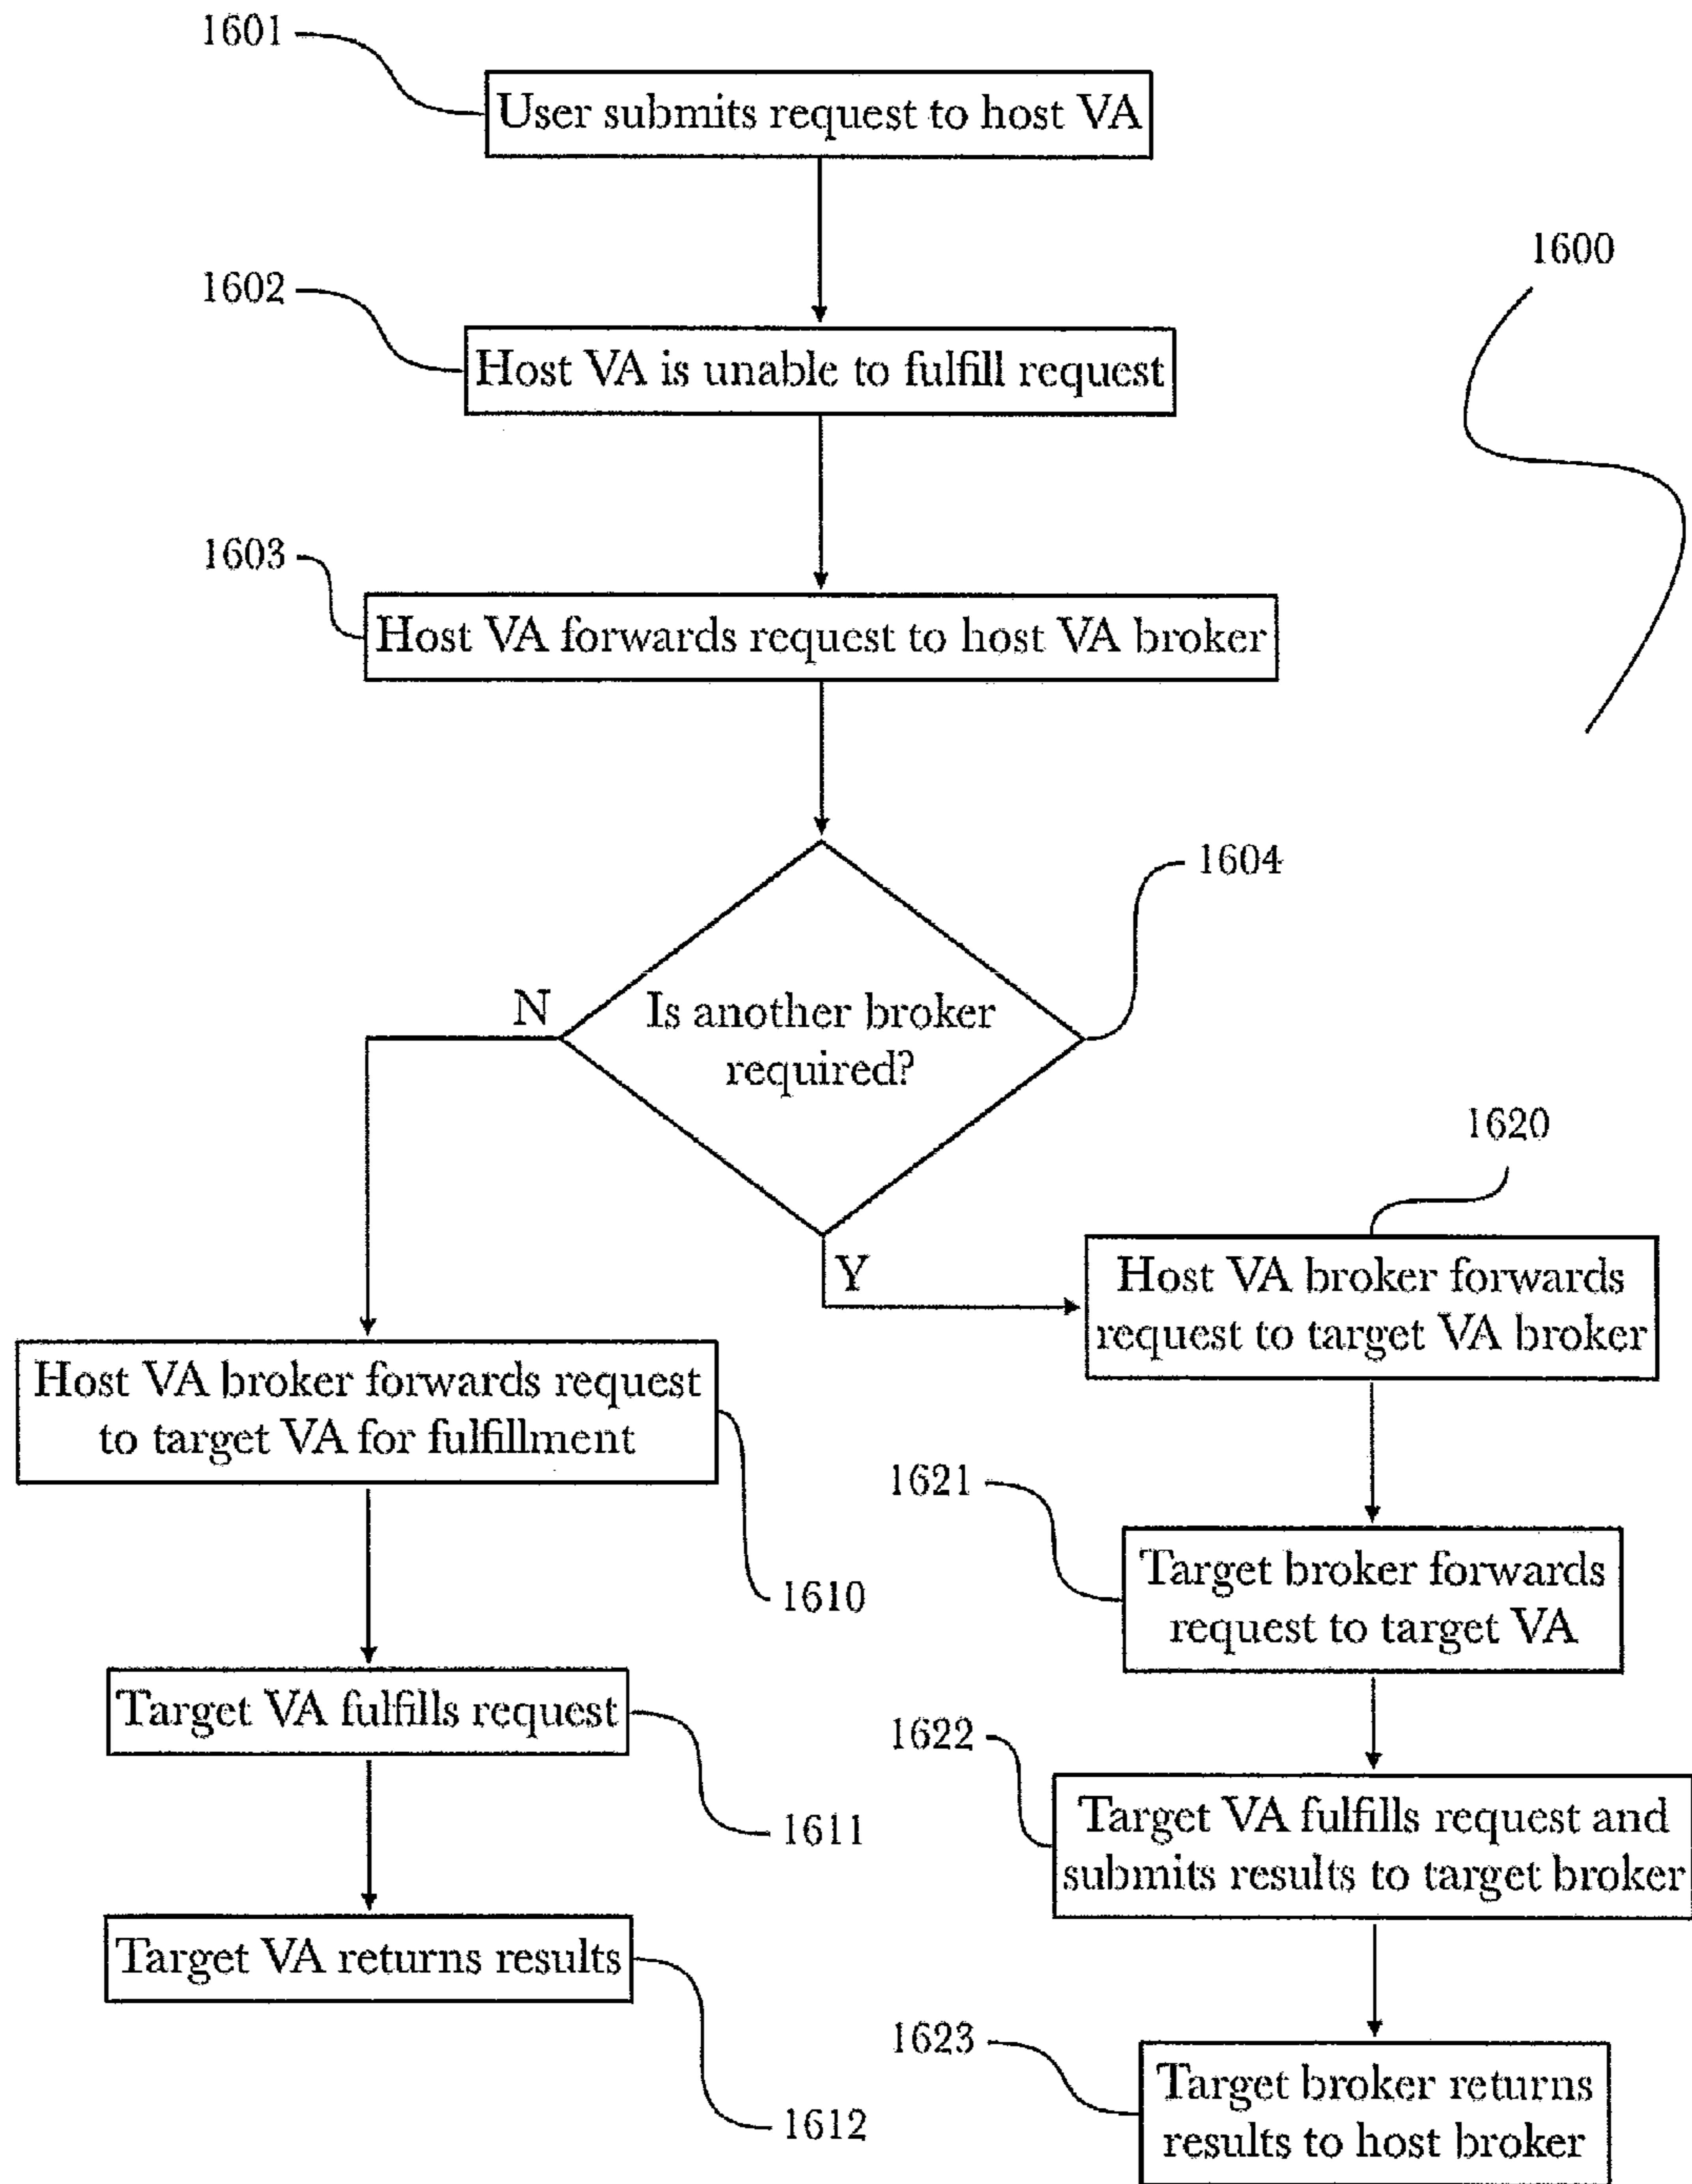 1601
User submits request to host VA
1600
1602
Host VA is unable to fulfill request
1603
Host VA forwards request to host VA broker
1604
Is another broker
required?
N
Y
1620
Host VA broker forwards
request to target VA broker
Host VA broker forwards request
to target VA for fulfillment
1610
1621
Target broker forwards
request to target VA
Target VA fulfills request
1611
1622
Target VA fulfills request and
submits results to target broker
Target VA returns results
1612
1623
Target broker returns
results to host broker